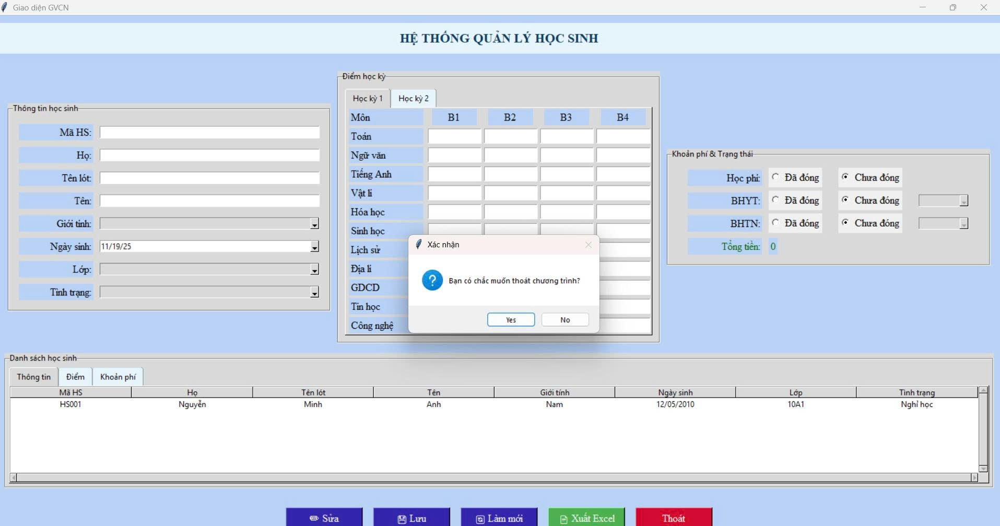 Giao diện GVCN
HỆ THỐNG QUẢN LÝ HỌC SINH
Thông tin học sinh
Mã HS:
Họ:
Tên lót:
Tên:
Giới tính:
Ngày sinh: 11/19/25
Lớp:
Tình trạng:
Điểm học kỳ
Học kỳ 1 Học kỳ 2
Môn B1 B2 B3 B4
Toán
Ngữ văn
Tiếng Anh
Vật lí
Hóa học
Sinh học
Lịch sử
Địa lí
GDCD
Tin học
Công nghệ
Khoản phí & Trạng thái
Học phí: Đã đóng Chưa đóng
BHYT: Đã đóng Chưa đóng
BHTN: Đã đóng Chưa đóng
Tổng tiền: 0
Xác nhận
Bạn có chắc muốn thoát chương trình?
Yes No
Danh sách học sinh
Thông tin Điểm Khoản phí
Mã HS Họ Tên lót Tên Giới tính Ngày sinh Lớp Tình trạng
HS001 Nguyễn Minh Anh Nam 12/05/2010 10A1 Nghỉ học
Sửa Lưu Làm mới Xuất Excel Thoát